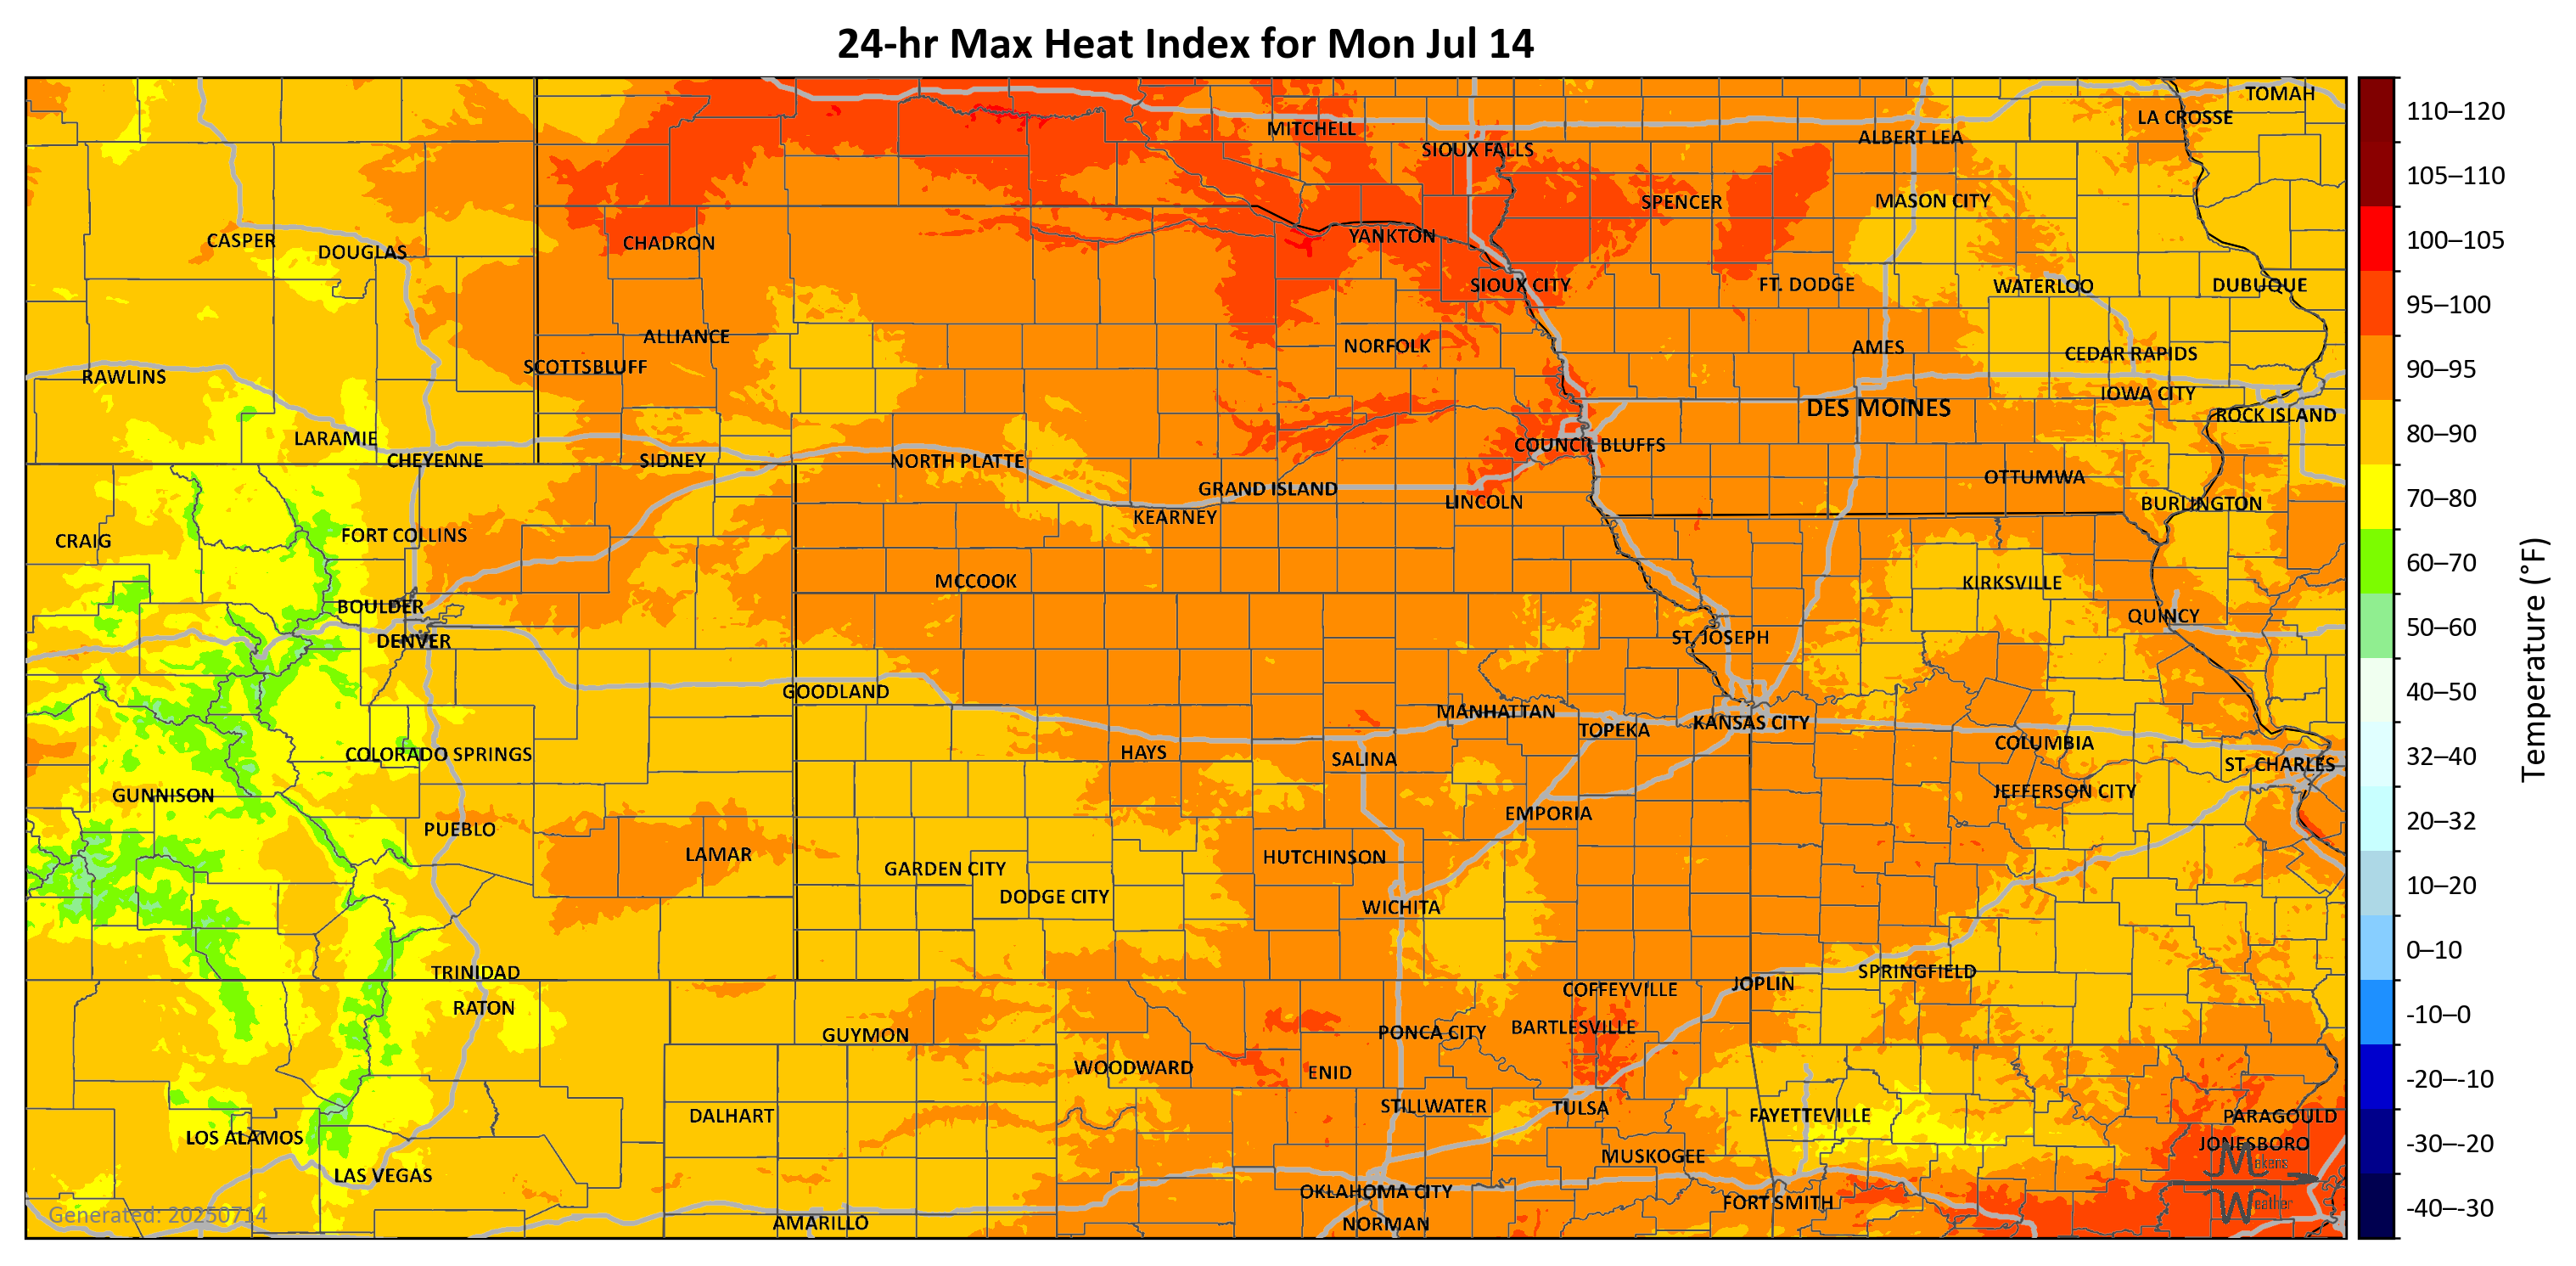 24-hr Max Heat Index for Mon Jul 14
TOMAH
LA CROSSE
MITCHELL
ALBERT LEA
SIOUX FALLS
SPENCER
MASON CITY
CASPER
DOUGLAS
CHADRON
YANKTON
SIOUX CITY
FT. DODGE
WATERLOO
DUBUQUE
ALLIANCE
NORFOLK
AMES
CEDAR RAPIDS
SCOTTSBLUFF
RAWLINS
IOWA CITY
DES MOINES
ROCK ISLAND
LARAMIE
COUNCIL BLUFFS
CHEYENNE
SIDNEY
NORTH PLATTE
OTTUMWA
GRAND ISLAND
LINCOLN
BURLINGTON
KEARNEY
FORT COLLINS
CRAIG
MCCOOK
KIRKSVILLE
BOULDER
QUINCY
DENVER
ST. JOSEPH
GOODLAND
MANHATTAN
TOPEKA
KANSAS CITY
COLUMBIA
COLORADO SPRINGS
HAYS
SALINA
ST. CHARLES
GUNNISON
JEFFERSON CITY
EMPORIA
PUEBLO
LAMAR
HUTCHINSON
GARDEN CITY
DODGE CITY
WICHITA
TRINIDAD
SPRINGFIELD
JOPLIN
COFFEYVILLE
RATON
GUYMON
PONCA CITY
BARTLESVILLE
WOODWARD
ENID
STILLWATER
TULSA
DALHART
FAYETTEVILLE
PARAGOULD
LOS ALAMOS
JONESBORO
MUSKOGEE
LAS VEGAS
OKLAHOMA CITY
FORT SMITH
AMARILLO
NORMAN
Generated: 20250714
Makens
Weather
110–120
105–110
100–105
95–100
90–95
80–90
70–80
60–70
50–60
40–50
32–40
20–32
10–20
0–10
-10–0
-20–-10
-30–-20
-40–-30
Temperature (°F)